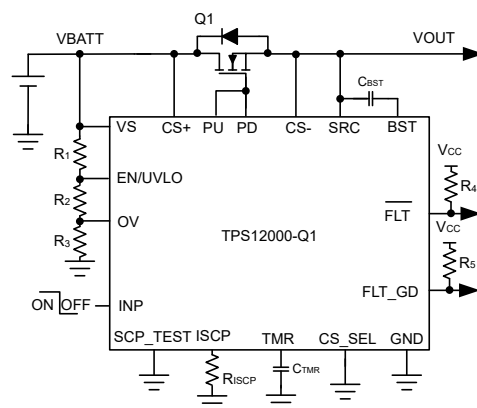 Q1
VBATT
VOUT
CBST
VS
CS+
PU
PD
CS-
SRC
BST
R1
EN/UVLO
R2
OV
R3
TPS12000-Q1
VCC
R4
FLT
VCC
R5
FLT_GD
ON OFF
INP
SCP_TEST
ISCP
TMR
CS_SEL
GND
RISCP
CTMR